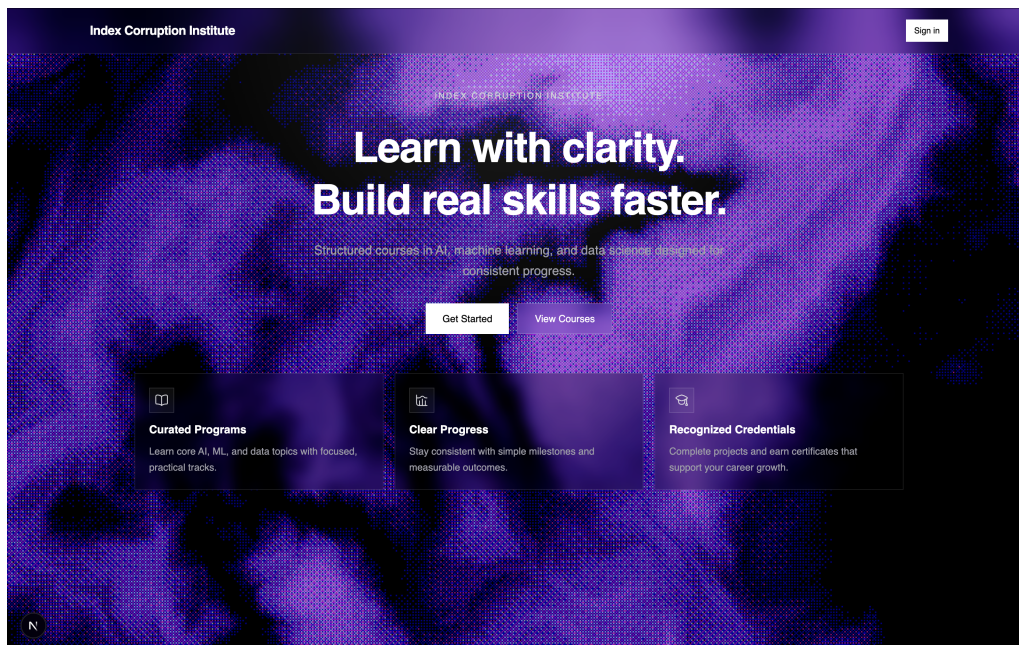 Index Corruption Institute
Sign in
INDEX CORRUPTION INSTITUTE
Learn with clarity.
Build real skills faster.
Structured courses in AI, machine learning, and data science designed for
consistent progress.
Get Started
View Courses
Curated Programs
Learn core AI, ML, and data topics with focused,
practical tracks.
Clear Progress
Stay consistent with simple milestones and
measurable outcomes.
Recognized Credentials
Complete projects and earn certificates that
support your career growth.
N